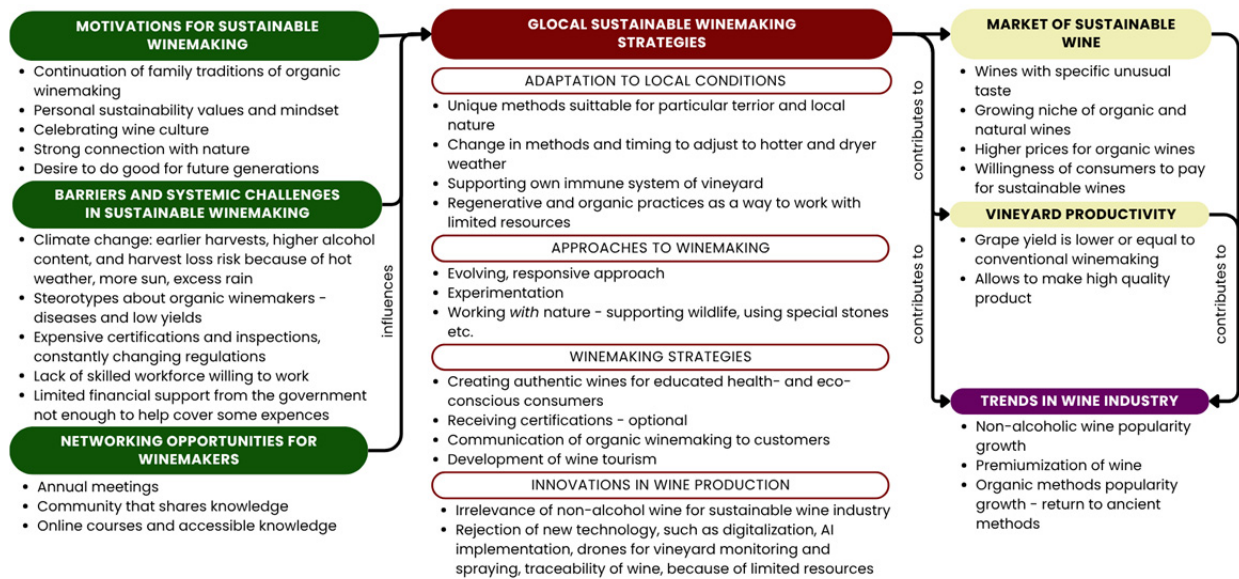 MOTIVATIONS FOR SUSTAINABLE
WINEMAKING
• Continuation of family traditions of organic
winemaking
• Personal sustainability values and mindset
• Celebrating wine culture
• Strong connection with nature
• Desire to do good for future generations
BARRIERS AND SYSTEMIC CHALLENGES
IN SUSTAINABLE WINEMAKING
• Climate change: earlier harvests, higher alcohol
content, and harvest loss risk because of hot
weather, more sun, excess rain
• Steorotypes about organic winemakers -
diseases and low yields
• Expensive certifications and inspections,
constantly changing regulations
• Lack of skilled workforce willing to work
• Limited financial support from the government
not enough to help cover some expences
NETWORKING OPPORTUNITIES FOR
WINEMAKERS
• Annual meetings
• Community that shares knowledge
• Online courses and accessible knowledge
influences
GLOCAL SUSTAINABLE WINEMAKING
STRATEGIES
ADAPTATION TO LOCAL CONDITIONS
• Unique methods suittable for particular terrior and local
nature
• Change in methods and timing to adjust to hotter and dryer
weather
• Supporting own immune system of vineyard
• Regenerative and organic practices as a way to work with
limited resources
APPROACHES TO WINEMAKING
• Evolving, responsive approach
• Experimentation
• Working with nature - supporting wildlife, using special stones
etc.
WINEMAKING STRATEGIES
• Creating authentic wines for educated health- and eco-
conscious consumers
• Receiving certifications - optional
• Communication of organic winemaking to customers
• Development of wine tourism
INNOVATIONS IN WINE PRODUCTION
• Irrelevance of non-alcohol wine for sustainable wine industry
• Rejection of new technology, such as digitalization, AI
implementation, drones for vineyard monitoring and
spraying, traceability of wine, because of limited resources
contributes to
contributes to
MARKET OF SUSTAINABLE
WINE
• Wines with specific unusual
taste
• Growing niche of organic and
natural wines
• Higher prices for organic wines
• Willingness of consumers to pay
for sustainable wines
VINEYARD PRODUCTIVITY
• Grape yield is lower or equal to
conventional winemaking
• Allows to make high quality
product
contributes to
TRENDS IN WINE INDUSTRY
• Non-alcoholic wine popularity
growth
• Premiumization of wine
• Organic methods popularity
growth - return to ancient
methods